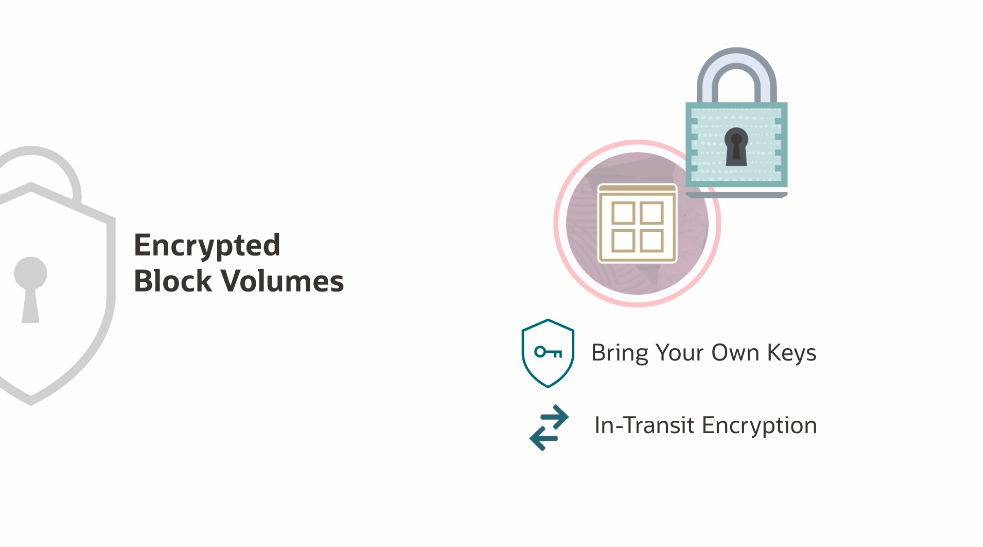 Encrypted
Block Volumes
Bring Your Own Keys
In-Transit Encryption